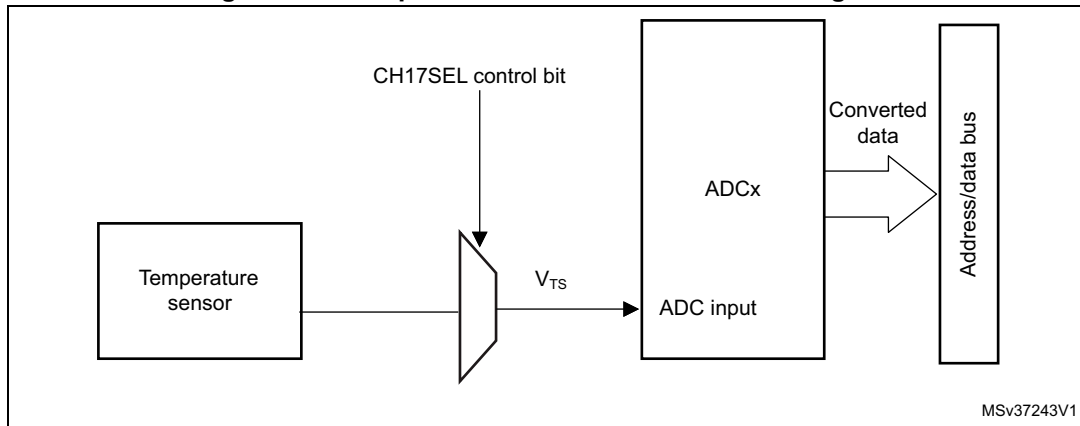 CH17SEL control bit
Converted
data
Address/data bus
ADCx
Temperature
sensor
V_TS
ADC input
MSv37243V1